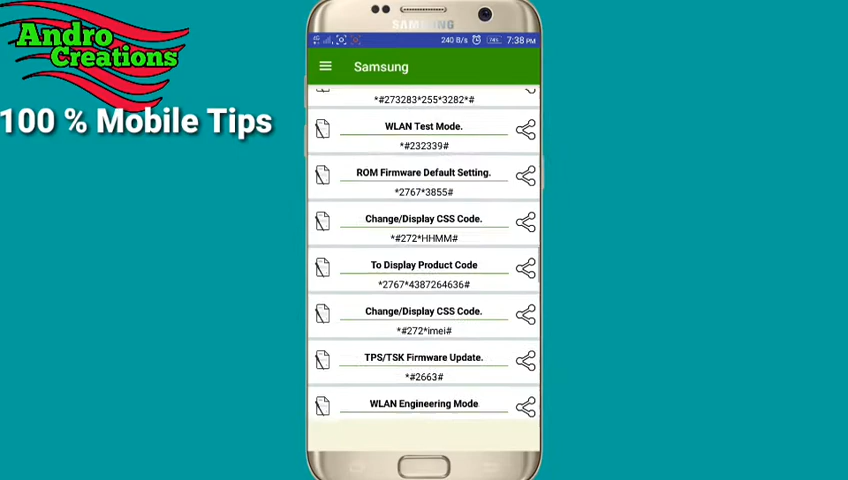 Andro
Creations
100 % Mobile Tips
SAMSUNG
240 B/s 74% 7:38 PM
Samsung
*#273283*255*3282*#
WLAN Test Mode.
*#232339#
ROM Firmware Default Setting.
*2767*3855#
Change/Display CSS Code.
*#272*HHMM#
To Display Product Code
*2767*4387264636#
Change/Display CSS Code.
*#272*imei#
TPS/TSK Firmware Update.
*#2663#
WLAN Engineering Mode